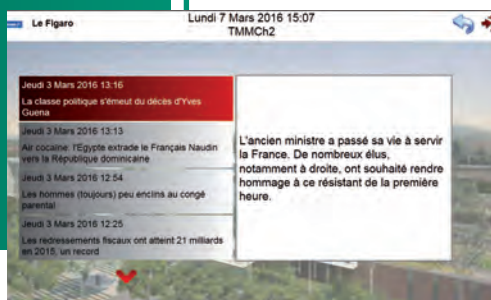 Le Figaro
Lundi 7 Mars 2016 15:07
TMMCh2
Jeudi 3 Mars 2016 13:16
La classe politique s'émeut du décès d'Yves
Guena
Jeudi 3 Mars 2016 13:13
Air cocaïne: l'Egypte extrade le Français Naudin
vers la République dominicaine
Jeudi 3 Mars 2016 12:54
Les hommes (toujours) peu enclins au congé
parental
Jeudi 3 Mars 2016 12:25
Les redressements fiscaux ont atteint 21 milliards
en 2015, un record
L'ancien ministre a passé sa vie à servir
la France. De nombreux élus,
notamment à droite, ont souhaité rendre
hommage à ce résistant de la première
heure.